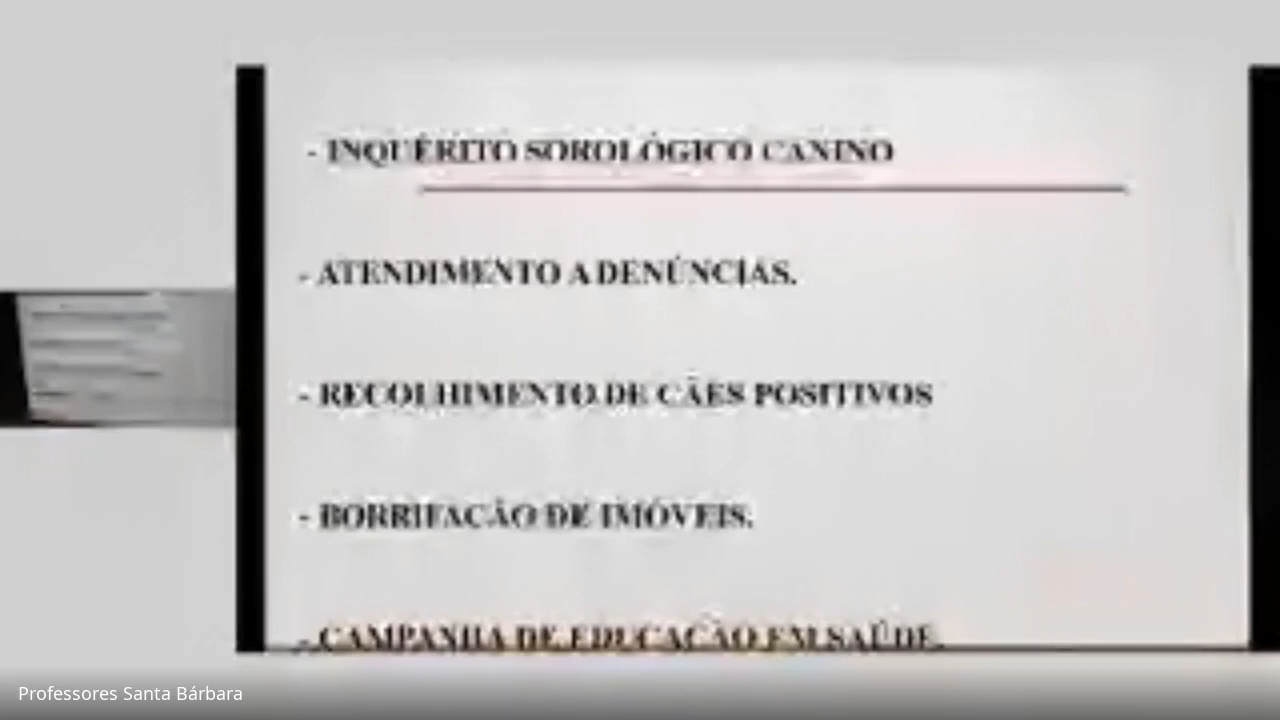 - INQUÉRITO SOROLÓGICO CANINO
- ATENDIMENTO A DENÚNCIAS.
- RECOLHIMENTO DE CÃES POSITIVOS
- BORRIFAÇÃO DE IMÓVEIS.
- CAMPANHA DE EDUCAÇÃO EM SAÚDE.
Professores Santa Bárbara